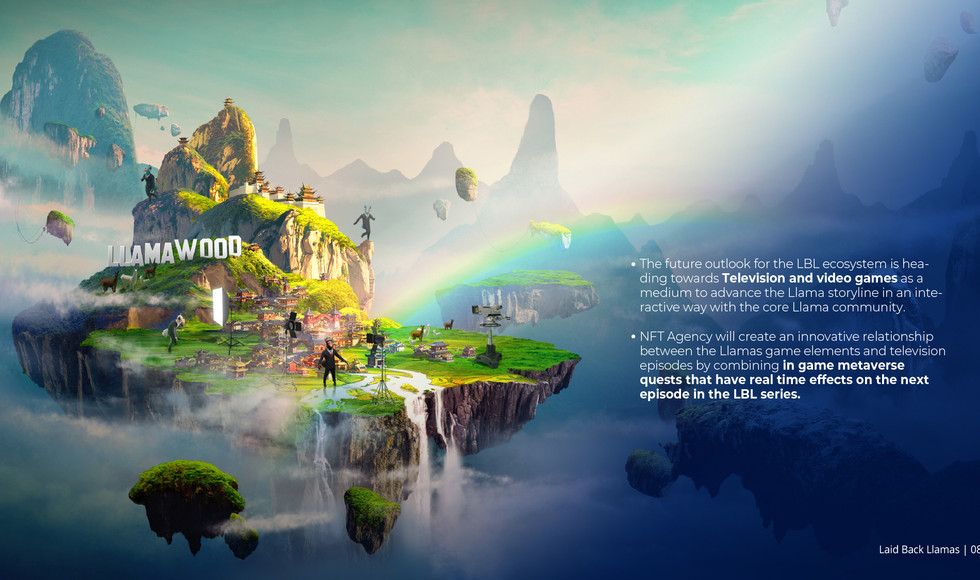 LLAMAWOOD
• The future outlook for the LBL ecosystem is hea-
ding towards Television and video games as a
medium to advance the Llama storyline in an inte-
ractive way with the core Llama community.
• NFT Agency will create an innovative relationship
between the Llamas game elements and television
episodes by combining in game metaverse
quests that have real time effects on the next
episode in the LBL series.
Laid Back Llamas | 08